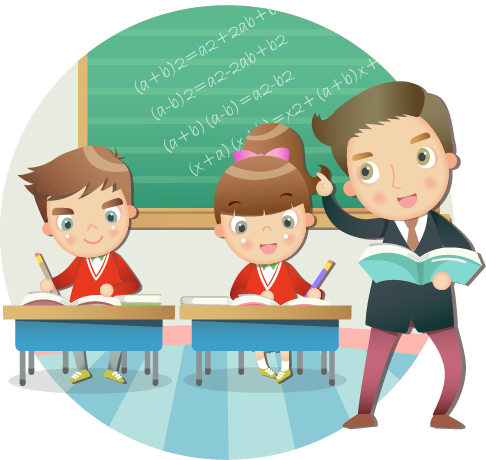 (a+b)2=a2+2ab+b
(a-b)2=a2-2ab+b2
(a+b)(a-b)=a2-b2
(x+a)(x+b)=x2+(a+b)x+